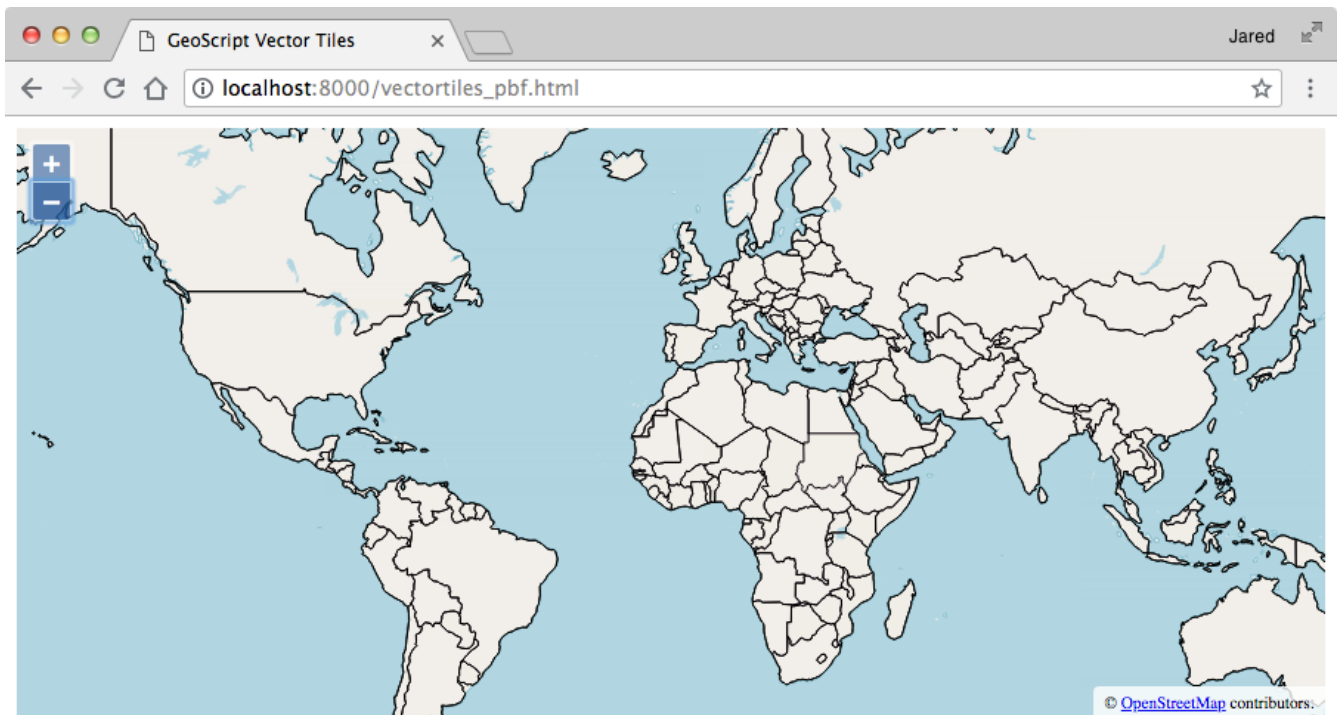 GeoScript Vector Tiles
Jared
localhost:8000/vectortiles_pbf.html
+
−
© OpenStreetMap contributors.